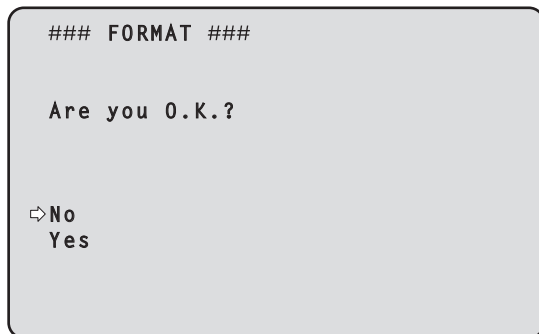 ### FORMAT ###
Are you O.K.?
⇨No
Yes